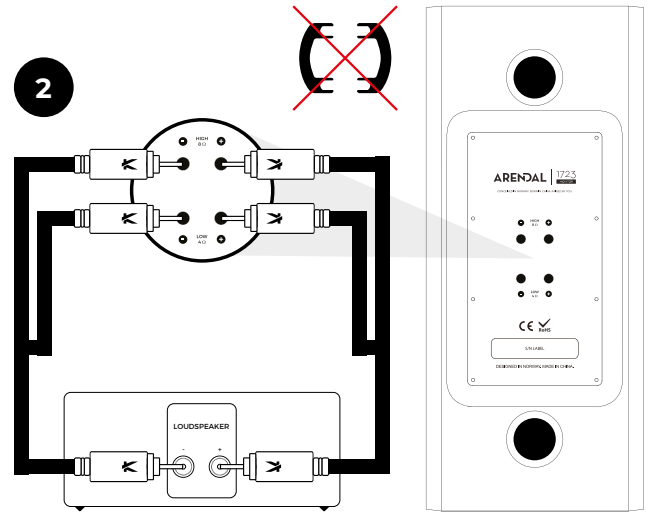 2
HIGH
8 Ω
LOW
4 Ω
LOUDSPEAKER
- +
ARENDAL 1723
HIGH
8 Ω
LOW
4 Ω
CE RoHS
S/N LABEL
DESIGNED IN NORWAY. MADE IN CHINA.